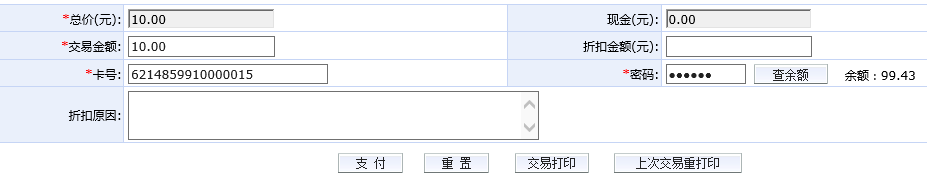 *总价(元): 10.00 现金(元): 0.00
*交易金额: 10.00 折扣金额(元):
*卡号: 6214859910000015 *密码: ●●●●●● 查余额 余额：99.43
折扣原因:
支 付 重 置 交易打印 上次交易重打印